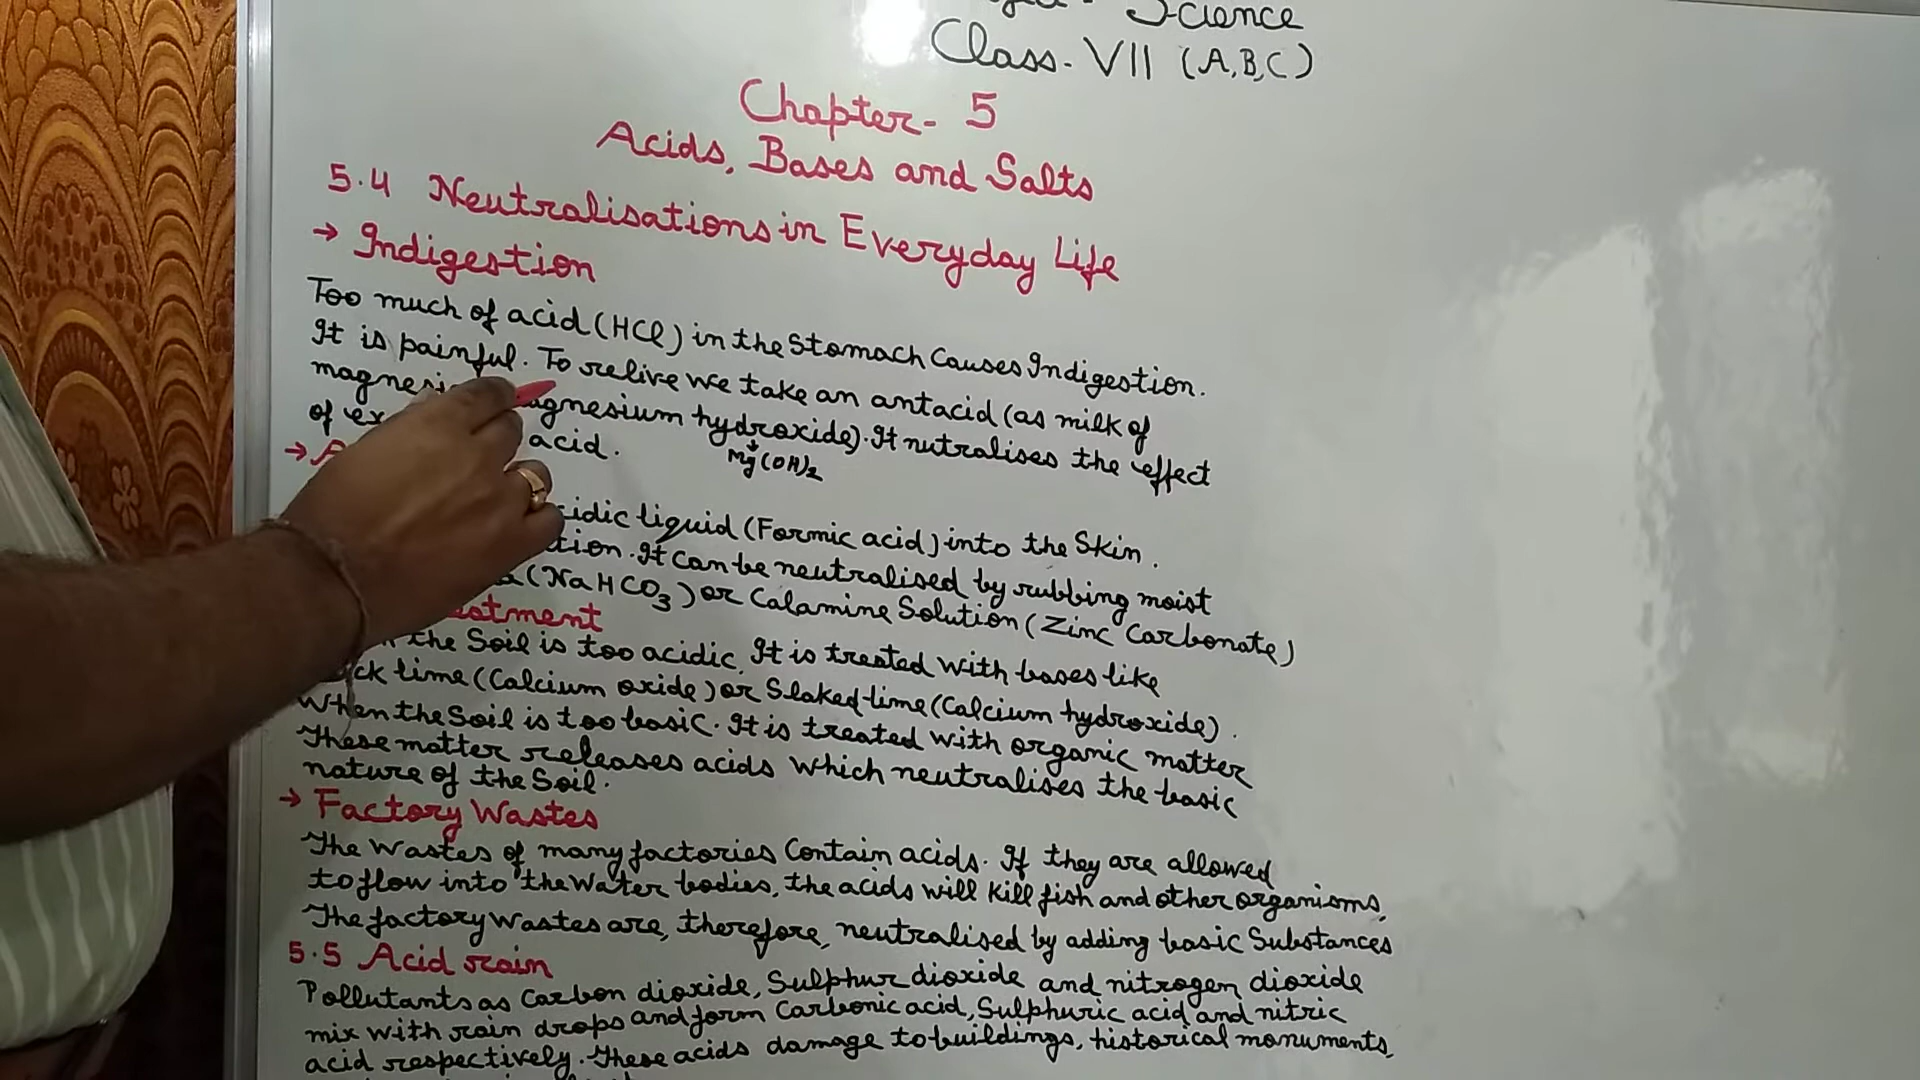 Science
Class- VII (A,B,C)
Chapter- 5
Acids, Bases and Salts
5.4 Neutralisations in Everyday Life
→ Indigestion
Too much of acid (HCl) in the Stomach Causes Indigestion.
It is painful. To relive we take an antacid (as milk of
magnesium hydroxide). It nutralises the effect
of acid.
Mg(OH)2
→ A
liquid (Formic acid) into the Skin.
It can be neutralised by rubbing moist
(NaHCO3) or Calamine Solution (Zinc Carbonate)
the Soil is too acidic. It is treated with bases like
lime (Calcium oxide) or Slaked lime (Calcium hydroxide).
When the Soil is too basic. It is treated with organic matter
These matter releases acids which neutralises the basic
nature of the Soil.
→ Factory Wastes
The wastes of many factories Contain acids. If they are allowed
to flow into the water bodies, the acids will kill fish and other organisms,
The factory wastes are, therefore, neutralised by adding basic Substances
5.5 Acid rain
Pollutants as Carbon dioxide, Sulphur dioxide and nitrogen dioxide
mix with rain drops and form Carbonic acid, Sulphuric acid and nitric
acid respectively. These acids damage to buildings, historical monuments,